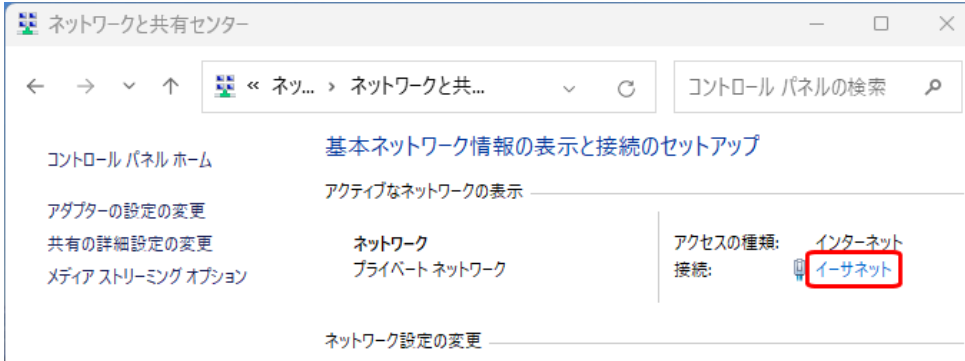 ネットワークと共有センター
« ネッ... › ネットワークと共... コントロール パネルの検索
コントロール パネル ホーム
アダプターの設定の変更
共有の詳細設定の変更
メディア ストリーミング オプション
基本ネットワーク情報の表示と接続のセットアップ
アクティブなネットワークの表示
ネットワーク
プライベート ネットワーク
アクセスの種類: インターネット
接続: イーサネット
ネットワーク設定の変更